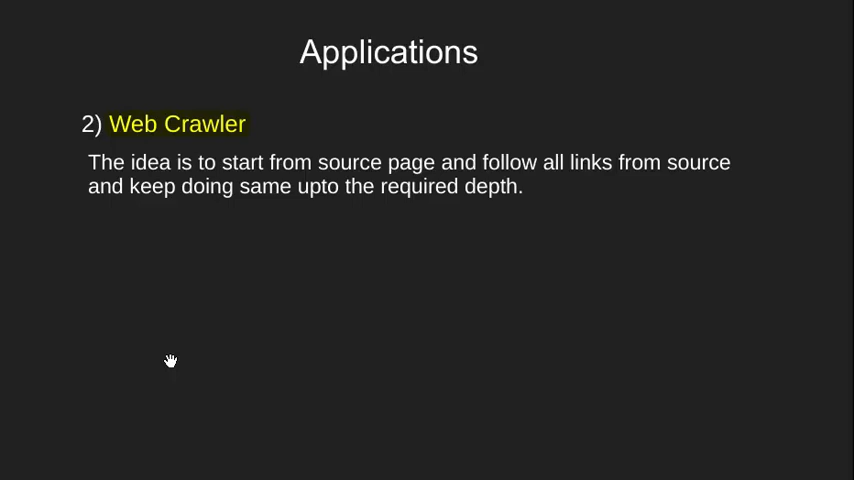 Applications
2) Web Crawler
The idea is to start from source page and follow all links from source
and keep doing same upto the required depth.